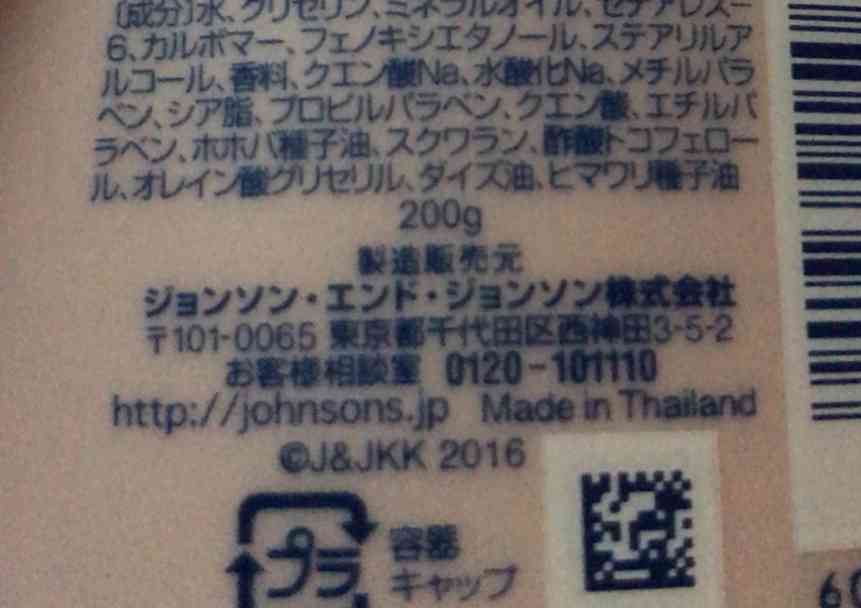 〔成分〕水、グリセリン、ミネラルオイル、セテアレス-
6、カルボマー、フェノキシエタノール、ステアリルア
ルコール、香料、クエン酸Na、水酸化Na、メチルパラ
ベン、シア脂、プロピルパラベン、クエン酸、エチルパ
ラベン、ホホバ種子油、スクワラン、酢酸トコフェロー
ル、オレイン酸グリセリル、ダイズ油、ヒマワリ種子油
200g
製造販売元
ジョンソン・エンド・ジョンソン株式会社
〒101-0065 東京都千代田区西神田3-5-2
お客様相談室 0120-101110
http://johnsons.jp Made in Thailand
©J&JKK 2016
プラ
容器
キャップ